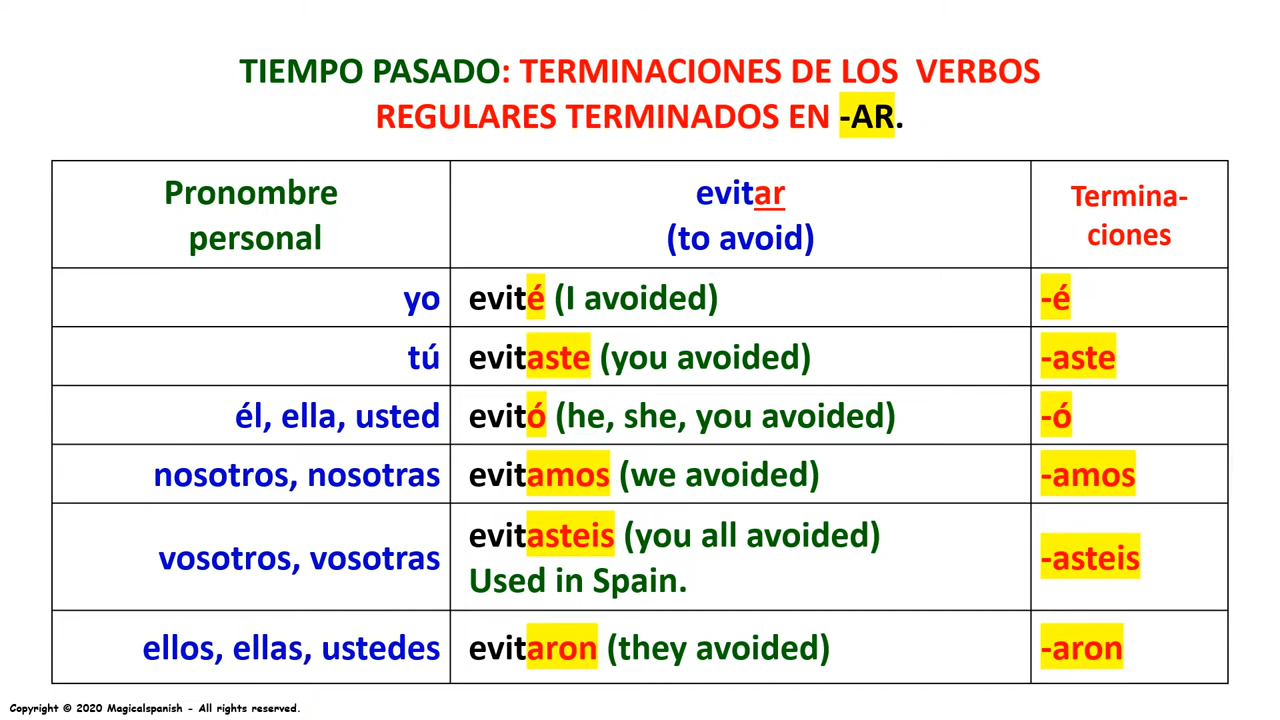 TIEMPO PASADO: TERMINACIONES DE LOS VERBOS
REGULARES TERMINADOS EN -AR.
Pronombre
personal
evitar
(to avoid)
Termina-
ciones
yo
evité (I avoided)
-é
tú
evitaste (you avoided)
-aste
él, ella, usted
evitó (he, she, you avoided)
-ó
nosotros, nosotras
evitamos (we avoided)
-amos
vosotros, vosotras
evitasteis (you all avoided)
Used in Spain.
-asteis
ellos, ellas, ustedes
evitaron (they avoided)
-aron
Copyright © 2020 Magicalspanish - All rights reserved.